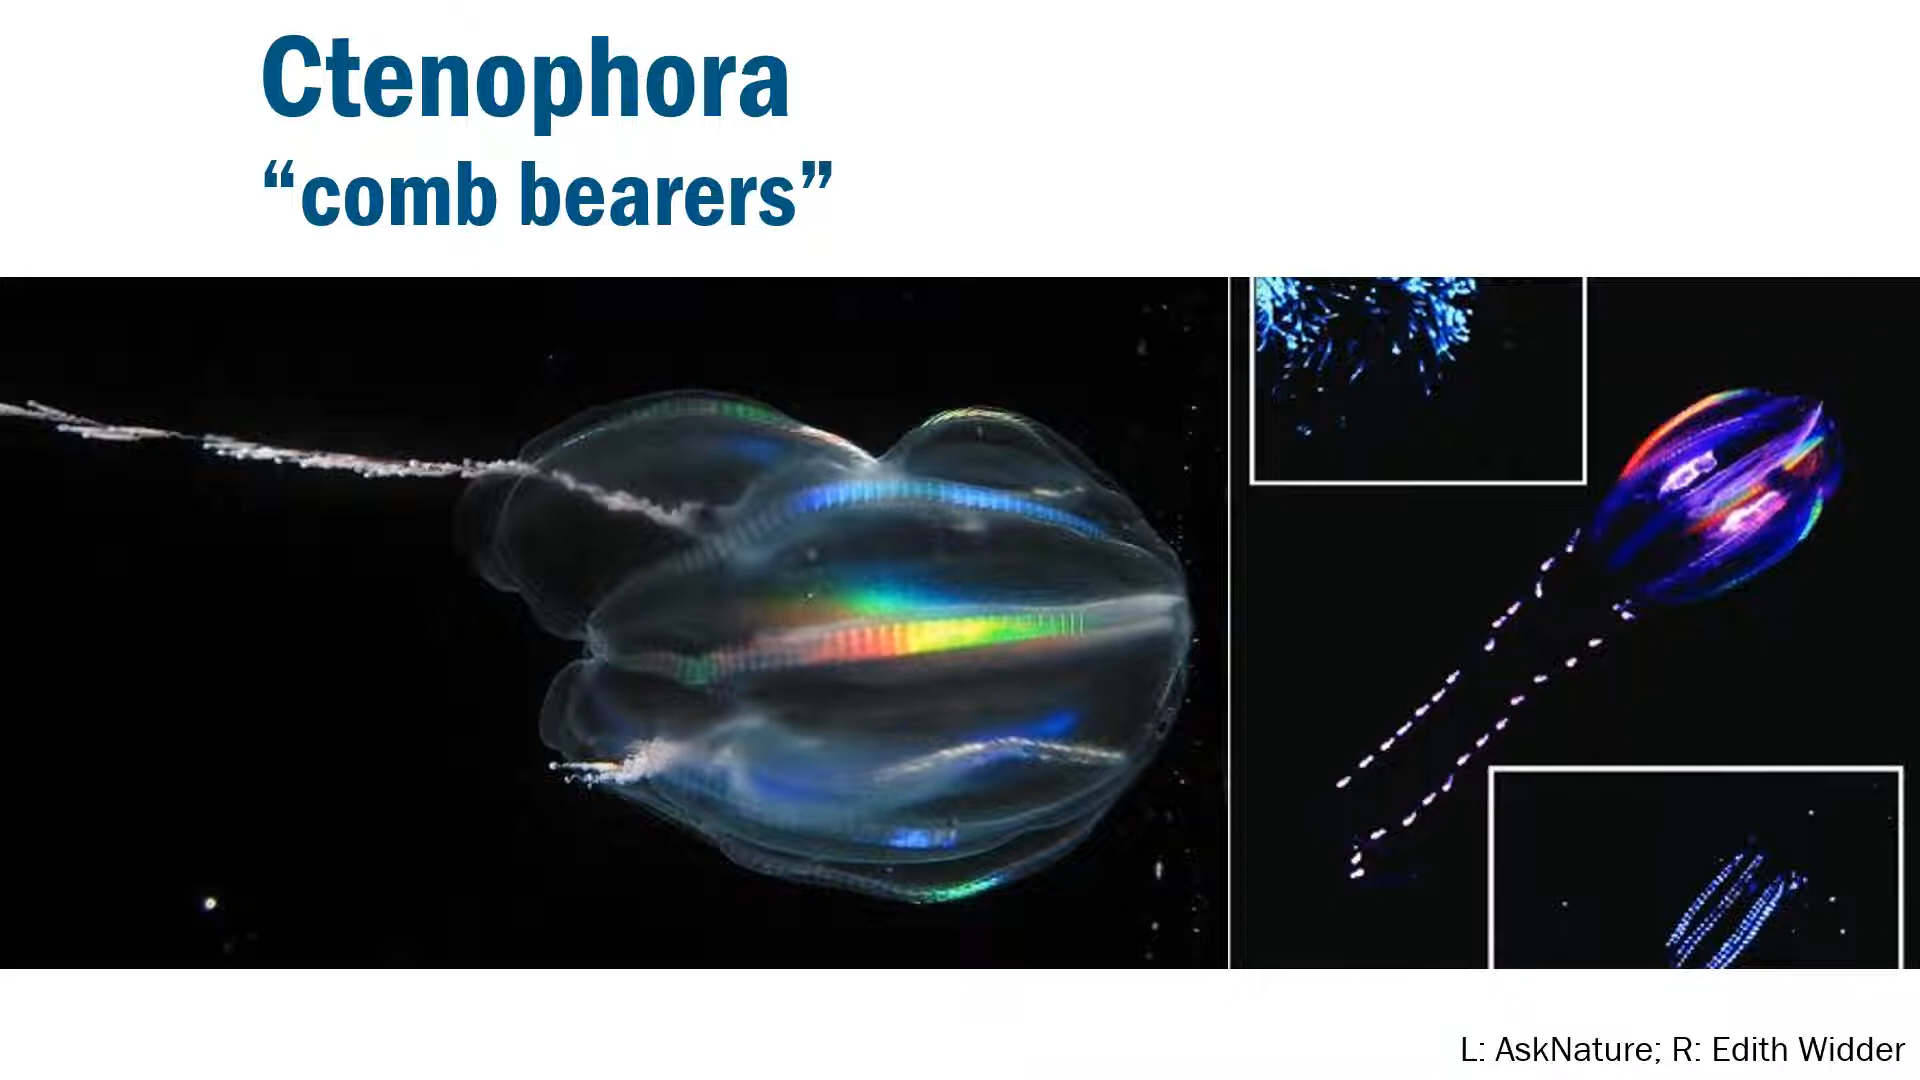 Ctenophora
“comb bearers”
L: AskNature; R: Edith Widder